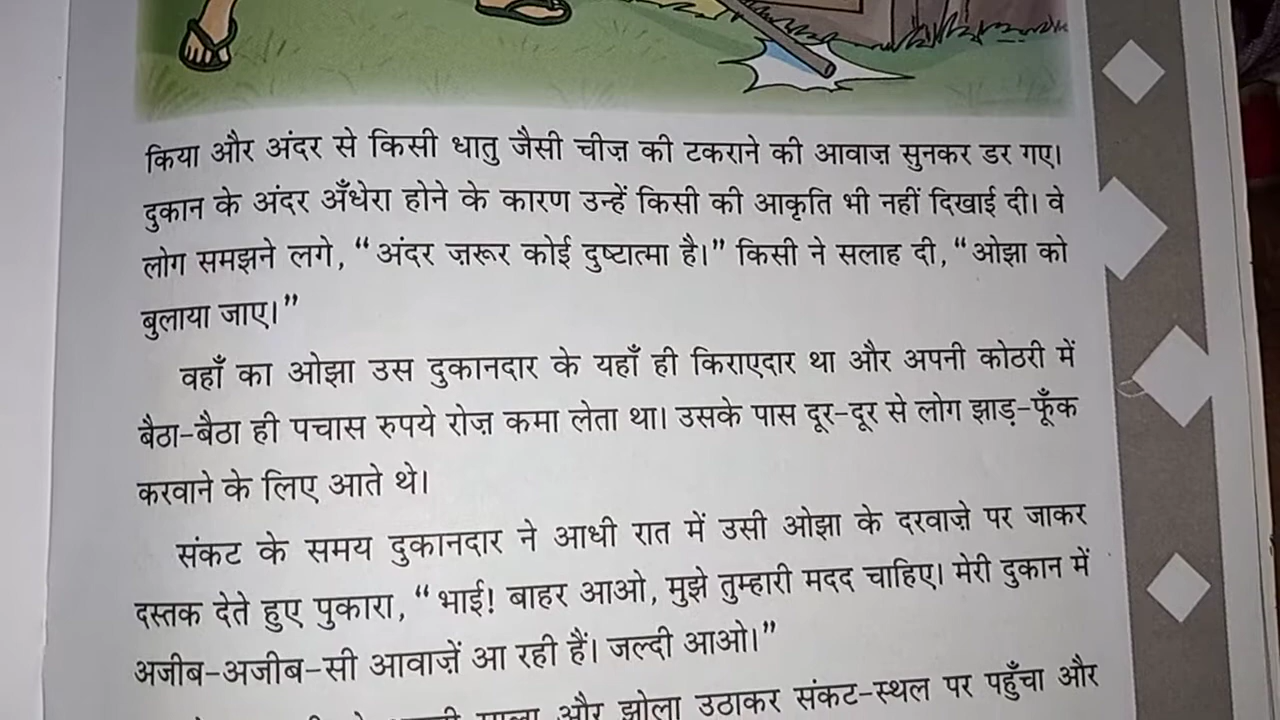 किया और अंदर से किसी धातु जैसी चीज़ की टकराने की आवाज़ सुनकर डर गए।
दुकान के अंदर अँधेरा होने के कारण उन्हें किसी की आकृति भी नहीं दिखाई दी। वे
लोग समझने लगे, “अंदर ज़रूर कोई दुष्टात्मा है।” किसी ने सलाह दी, “ओझा को
बुलाया जाए।”
वहाँ का ओझा उस दुकानदार के यहाँ ही किराएदार था और अपनी कोठरी में
बैठा-बैठा ही पचास रुपये रोज़ कमा लेता था। उसके पास दूर-दूर से लोग झाड़-फूँक
करवाने के लिए आते थे।
संकट के समय दुकानदार ने आधी रात में उसी ओझा के दरवाज़े पर जाकर
दस्तक देते हुए पुकारा, “भाई! बाहर आओ, मुझे तुम्हारी मदद चाहिए। मेरी दुकान में
अजीब-अजीब-सी आवाज़ें आ रही हैं। जल्दी आओ।”
और झोला उठाकर संकट-स्थल पर पहुँचा और